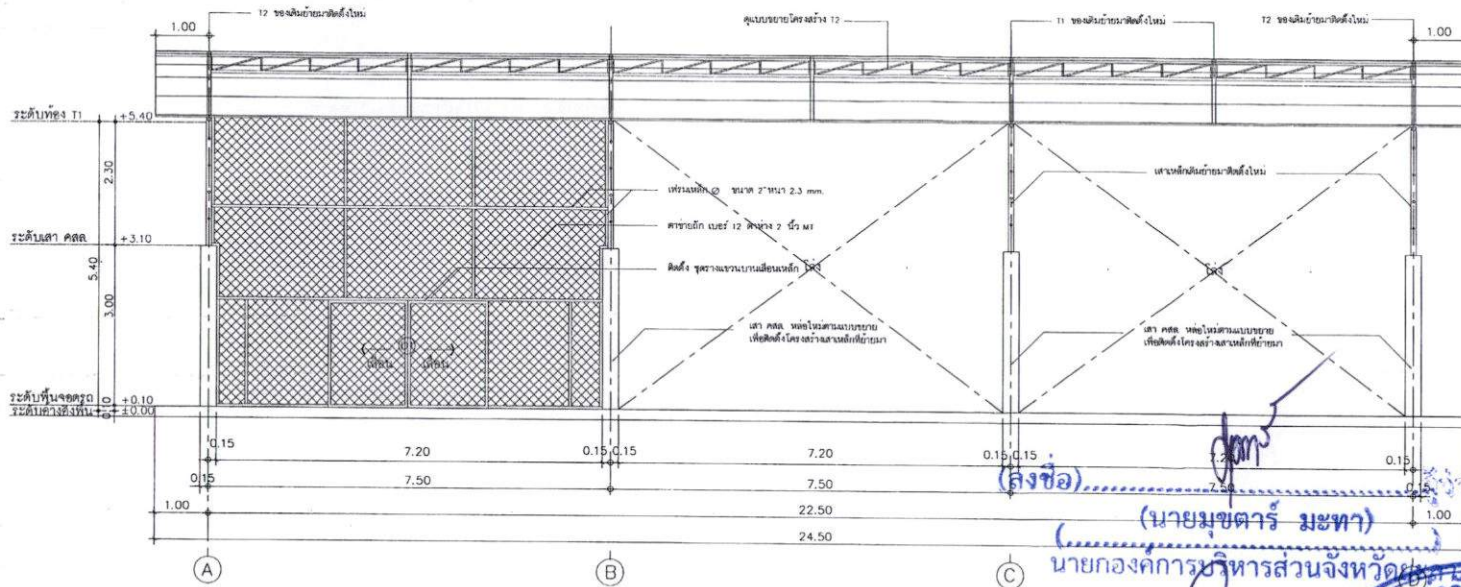 T2 ของเดิมย้ายมาติดตั้งใหม่
ดูแบบขยายโครงสร้าง T2
T1 ของเดิมย้ายมาติดตั้งใหม่
T2 ของเดิมย้ายมาติดตั้งใหม่
1.00
1.00
ระดับท้อง T1
+5.40
2.30
เฟรมเหล็ก Ø ขนาด 2" หนา 2.3 mm.
เสาเหล็กเดิมย้ายมาติดตั้งใหม่
ตาข่ายถัก เบอร์ 12 ตาห่าง 2 นิ้ว
ระดับเสา คสล.
+3.10
5.40
ติดตั้ง ชุดรางแขวนบานเลื่อนเหล็ก
โล่ง
โล่ง
3.00
เสา คสล. หล่อใหม่ตามแบบขยาย
เพื่อติดตั้งโครงสร้างเสาเหล็กที่ย้ายมา
เสา คสล. หล่อใหม่ตามแบบขยาย
เพื่อติดตั้งโครงสร้างเสาเหล็กที่ย้ายมา
เลื่อน
เลื่อน
ระดับพื้นจอดรถ
+0.10
0.10
ระดับอ้างอิงพื้น
±0.00
0.15
7.20
0.15
0.15
7.20
0.15
0.15
0.15
0.15
7.50
7.50
7.50
(ลงชื่อ)
1.00
22.50
1.00
(นายมุขตาร์ มะทา)
24.50
นายกองค์การบริหารส่วนจังหวัด
A
B
C